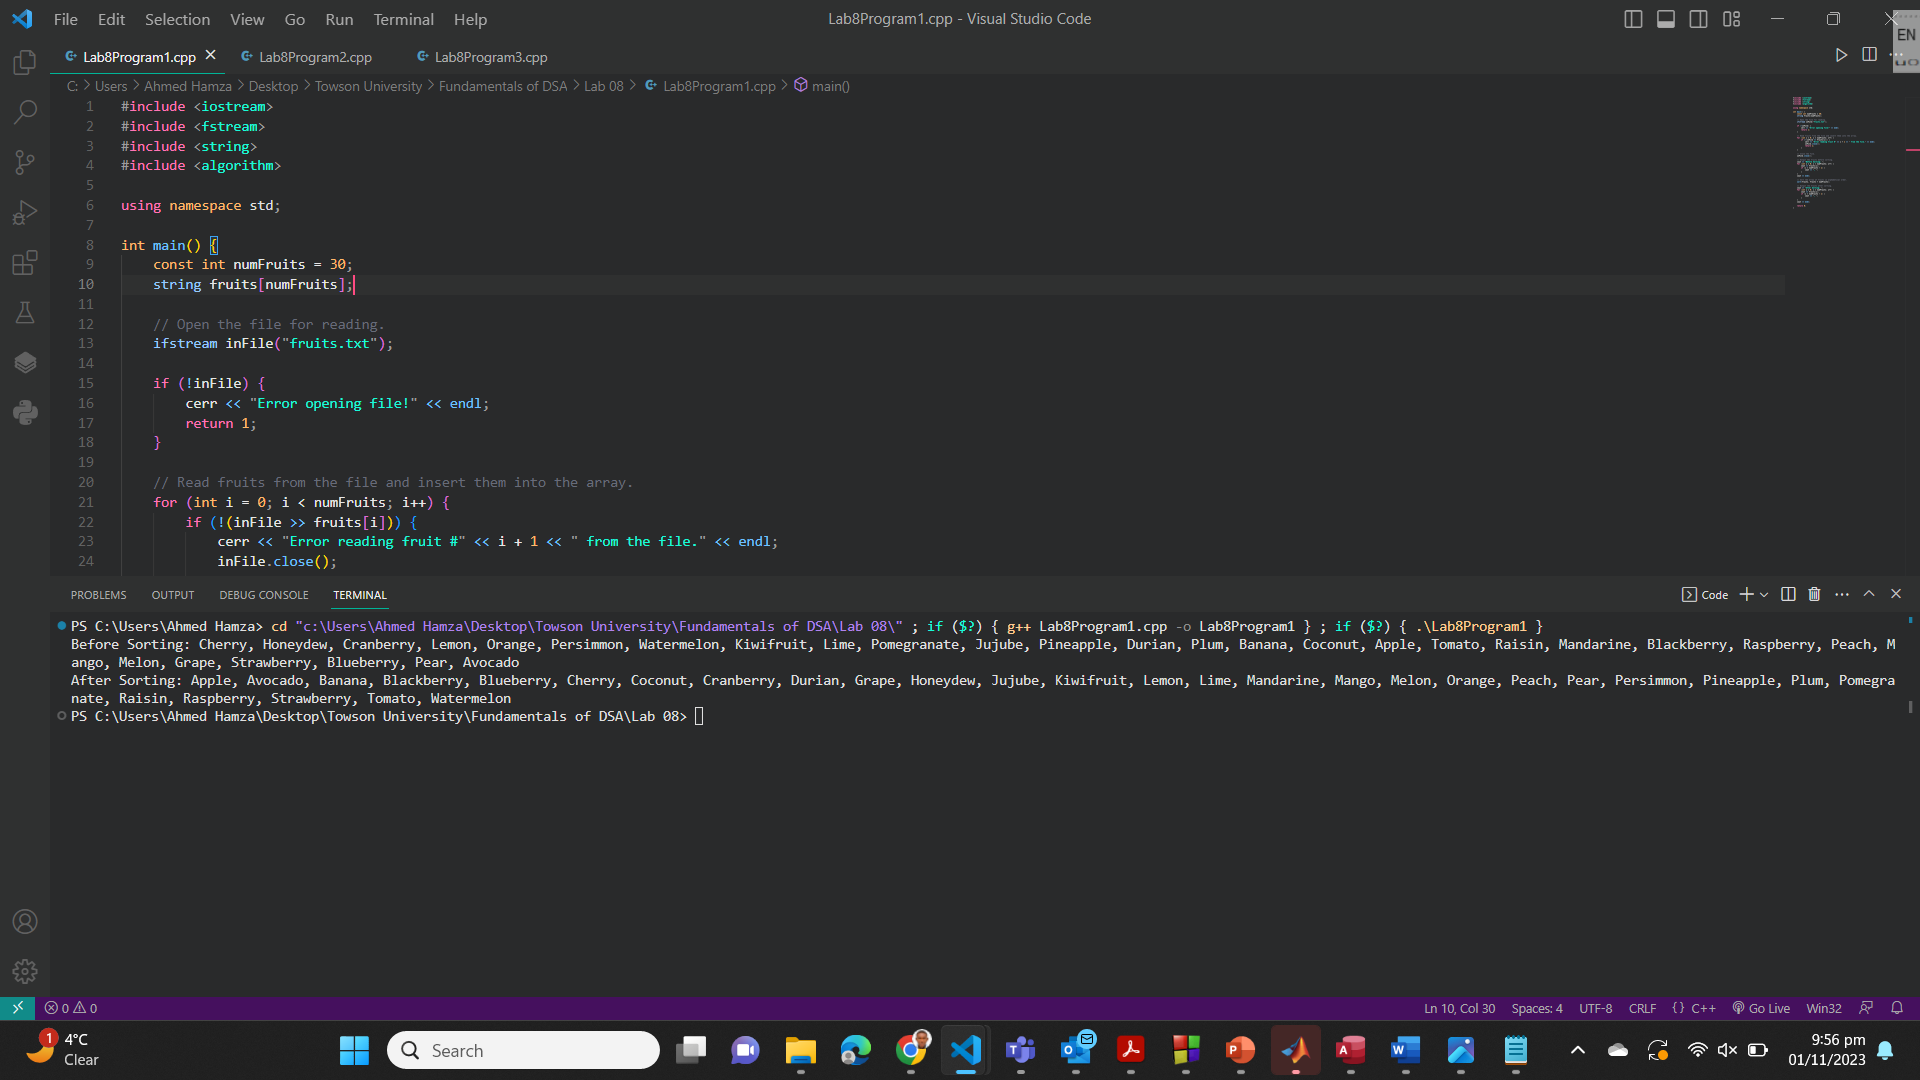 File Edit Selection View Go Run Terminal Help
Lab8Program1.cpp - Visual Studio Code
EN
Lab8Program1.cpp Lab8Program2.cpp Lab8Program3.cpp
C: > Users > Ahmed Hamza > Desktop > Towson University > Fundamentals of DSA > Lab 08 > Lab8Program1.cpp > main()
1 #include <iostream>
2 #include <fstream>
3 #include <string>
4 #include <algorithm>
5
6 using namespace std;
7
8 int main() {
9 const int numFruits = 30;
10 string fruits[numFruits];
11
12 // Open the file for reading.
13 ifstream inFile("fruits.txt");
14
15 if (!inFile) {
16 cerr << "Error opening file!" << endl;
17 return 1;
18 }
19
20 // Read fruits from the file and insert them into the array.
21 for (int i = 0; i < numFruits; i++) {
22 if (!(inFile >> fruits[i])) {
23 cerr << "Error reading fruit #" << i + 1 << " from the file." << endl;
24 inFile.close();
PROBLEMS OUTPUT DEBUG CONSOLE TERMINAL
Code
PS C:\Users\Ahmed Hamza> cd "c:\Users\Ahmed Hamza\Desktop\Towson University\Fundamentals of DSA\Lab 08\" ; if ($?) { g++ Lab8Program1.cpp -o Lab8Program1 } ; if ($?) { .\Lab8Program1 }
Before Sorting: Cherry, Honeydew, Cranberry, Lemon, Orange, Persimmon, Watermelon, Kiwifruit, Lime, Pomegranate, Jujube, Pineapple, Durian, Plum, Banana, Coconut, Apple, Tomato, Raisin, Mandarine, Blackberry, Raspberry, Peach, M
ango, Melon, Grape, Strawberry, Blueberry, Pear, Avocado
After Sorting: Apple, Avocado, Banana, Blackberry, Blueberry, Cherry, Coconut, Cranberry, Durian, Grape, Honeydew, Jujube, Kiwifruit, Lemon, Lime, Mandarine, Mango, Melon, Orange, Peach, Pear, Persimmon, Pineapple, Plum, Pomegra
nate, Raisin, Raspberry, Strawberry, Tomato, Watermelon
PS C:\Users\Ahmed Hamza\Desktop\Towson University\Fundamentals of DSA\Lab 08>
0 0
Ln 10, Col 30 Spaces: 4 UTF-8 CRLF {} C++ Go Live Win32
1 4°C
Clear
Search
9:56 pm
01/11/2023